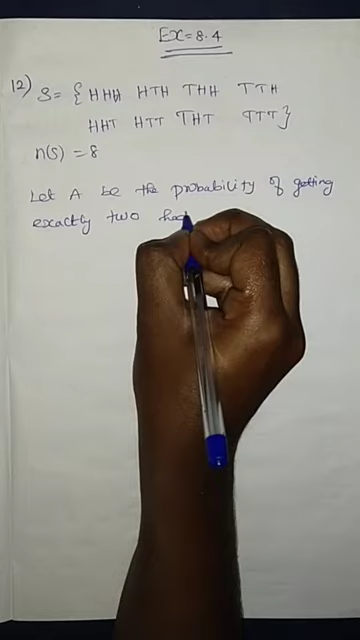 EX=8.4
12) S= { HHH HTH THH TTH
HHT HTT THT TTT }
n(S) = 8
Let A be the probability of getting
exactly two